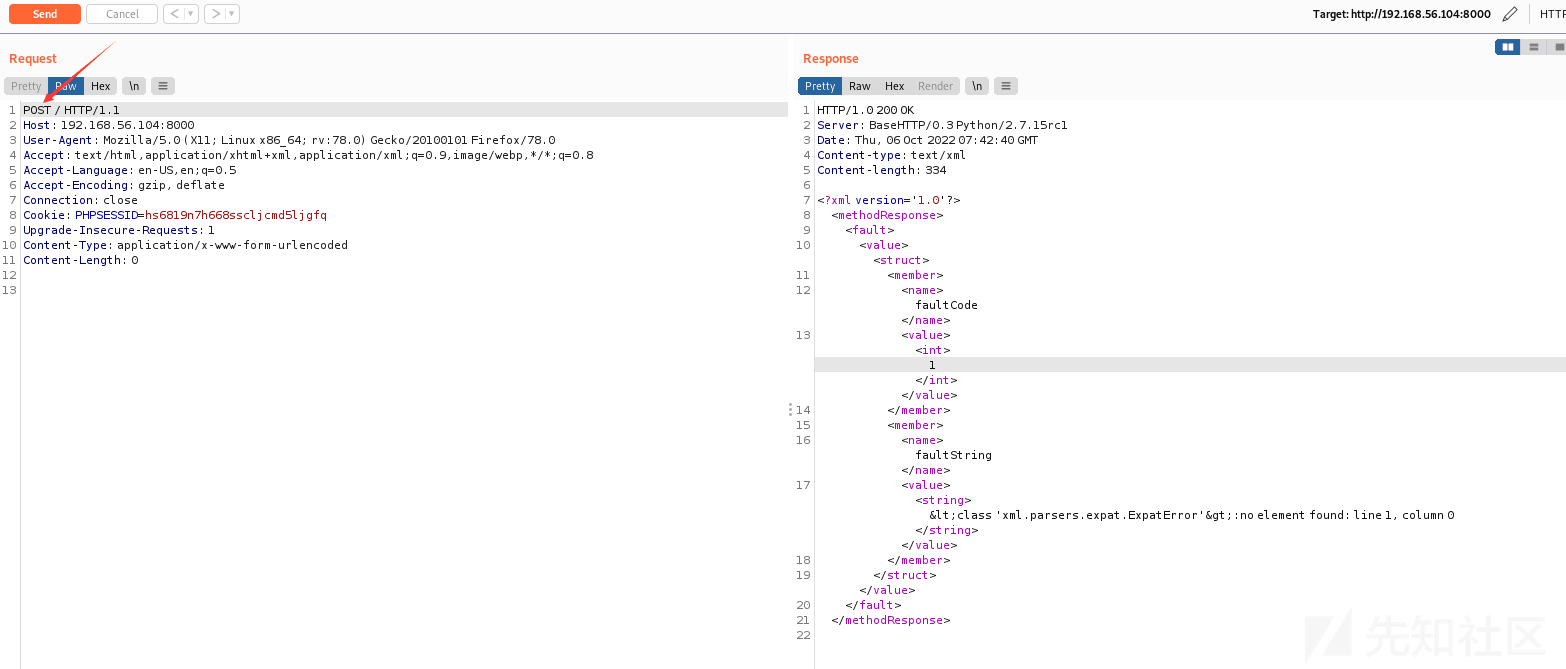 Send
Cancel
< ▼
> ▼
Target: http://192.168.56.104:8000
HTTP
Request
Response
Pretty Raw Hex \n
Pretty Raw Hex Render \n
1 POST / HTTP/1.1
2 Host: 192.168.56.104:8000
3 User-Agent: Mozilla/5.0 (X11; Linux x86_64; rv:78.0) Gecko/20100101 Firefox/78.0
4 Accept: text/html,application/xhtml+xml,application/xml;q=0.9,image/webp,*/*;q=0.8
5 Accept-Language: en-US,en;q=0.5
6 Accept-Encoding: gzip, deflate
7 Connection: close
8 Cookie: PHPSESSID=hs6819n7h668sscljcmd5ljgfq
9 Upgrade-Insecure-Requests: 1
10 Content-Type: application/x-www-form-urlencoded
11 Content-Length: 0
12
13
1 HTTP/1.0 200 OK
2 Server: BaseHTTP/0.3 Python/2.7.15rc1
3 Date: Thu, 06 Oct 2022 07:42:40 GMT
4 Content-type: text/xml
5 Content-length: 334
6
7 <?xml version='1.0'?>
8 <methodResponse>
9 <fault>
10 <value>
<struct>
11 <member>
12 <name>
faultCode
</name>
13 <value>
<int>
1
</int>
</value>
14 </member>
15 <member>
16 <name>
faultString
</name>
17 <value>
<string>
&lt;class 'xml.parsers.expat.ExpatError'&gt;:no element found: line 1, column 0
</string>
</value>
18 </member>
19 </struct>
</value>
20 </fault>
21 </methodResponse>
22
先知社区